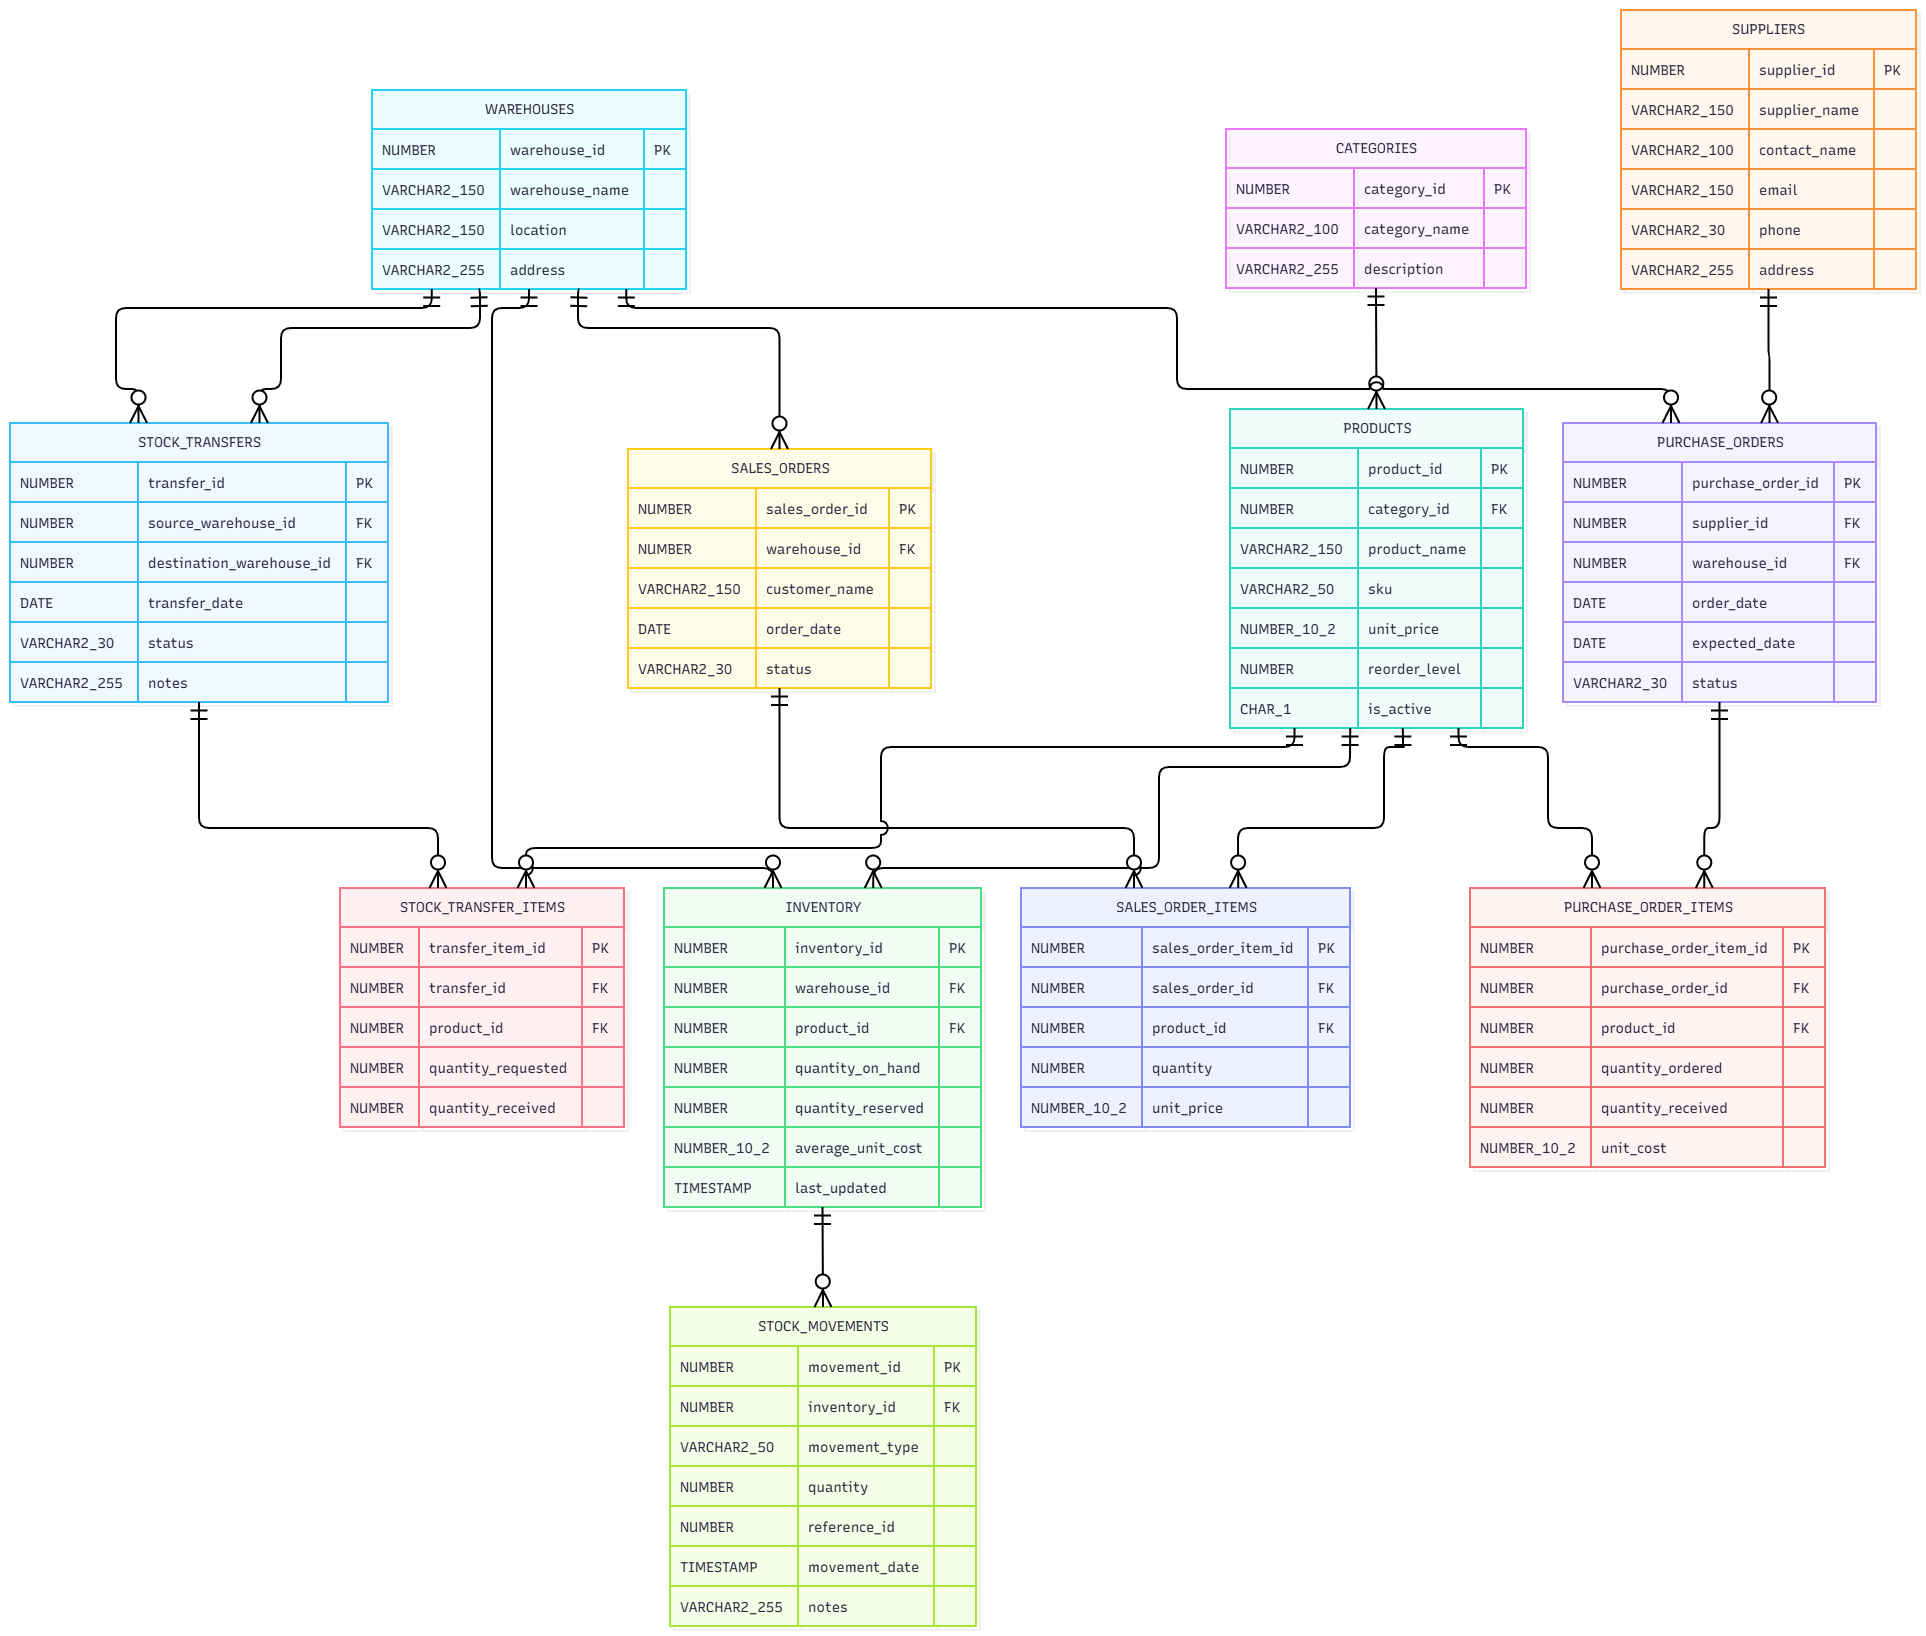 SUPPLIERS
NUMBER supplier_id PK
VARCHAR2_150 supplier_name
VARCHAR2_100 contact_name
VARCHAR2_150 email
VARCHAR2_30 phone
VARCHAR2_255 address
WAREHOUSES
NUMBER warehouse_id PK
VARCHAR2_150 warehouse_name
VARCHAR2_150 location
VARCHAR2_255 address
CATEGORIES
NUMBER category_id PK
VARCHAR2_100 category_name
VARCHAR2_255 description
STOCK_TRANSFERS
NUMBER transfer_id PK
NUMBER source_warehouse_id FK
NUMBER destination_warehouse_id FK
DATE transfer_date
VARCHAR2_30 status
VARCHAR2_255 notes
SALES_ORDERS
NUMBER sales_order_id PK
NUMBER warehouse_id FK
VARCHAR2_150 customer_name
DATE order_date
VARCHAR2_30 status
PRODUCTS
NUMBER product_id PK
NUMBER category_id FK
VARCHAR2_150 product_name
VARCHAR2_50 sku
NUMBER_10_2 unit_price
NUMBER reorder_level
CHAR_1 is_active
PURCHASE_ORDERS
NUMBER purchase_order_id PK
NUMBER supplier_id FK
NUMBER warehouse_id FK
DATE order_date
DATE expected_date
VARCHAR2_30 status
STOCK_TRANSFER_ITEMS
NUMBER transfer_item_id PK
NUMBER transfer_id FK
NUMBER product_id FK
NUMBER quantity_requested
NUMBER quantity_received
INVENTORY
NUMBER inventory_id PK
NUMBER warehouse_id FK
NUMBER product_id FK
NUMBER quantity_on_hand
NUMBER quantity_reserved
NUMBER_10_2 average_unit_cost
TIMESTAMP last_updated
SALES_ORDER_ITEMS
NUMBER sales_order_item_id PK
NUMBER sales_order_id FK
NUMBER product_id FK
NUMBER quantity
NUMBER_10_2 unit_price
PURCHASE_ORDER_ITEMS
NUMBER purchase_order_item_id PK
NUMBER purchase_order_id FK
NUMBER product_id FK
NUMBER quantity_ordered
NUMBER quantity_received
NUMBER_10_2 unit_cost
STOCK_MOVEMENTS
NUMBER movement_id PK
NUMBER inventory_id FK
VARCHAR2_50 movement_type
NUMBER quantity
NUMBER reference_id
TIMESTAMP movement_date
VARCHAR2_255 notes